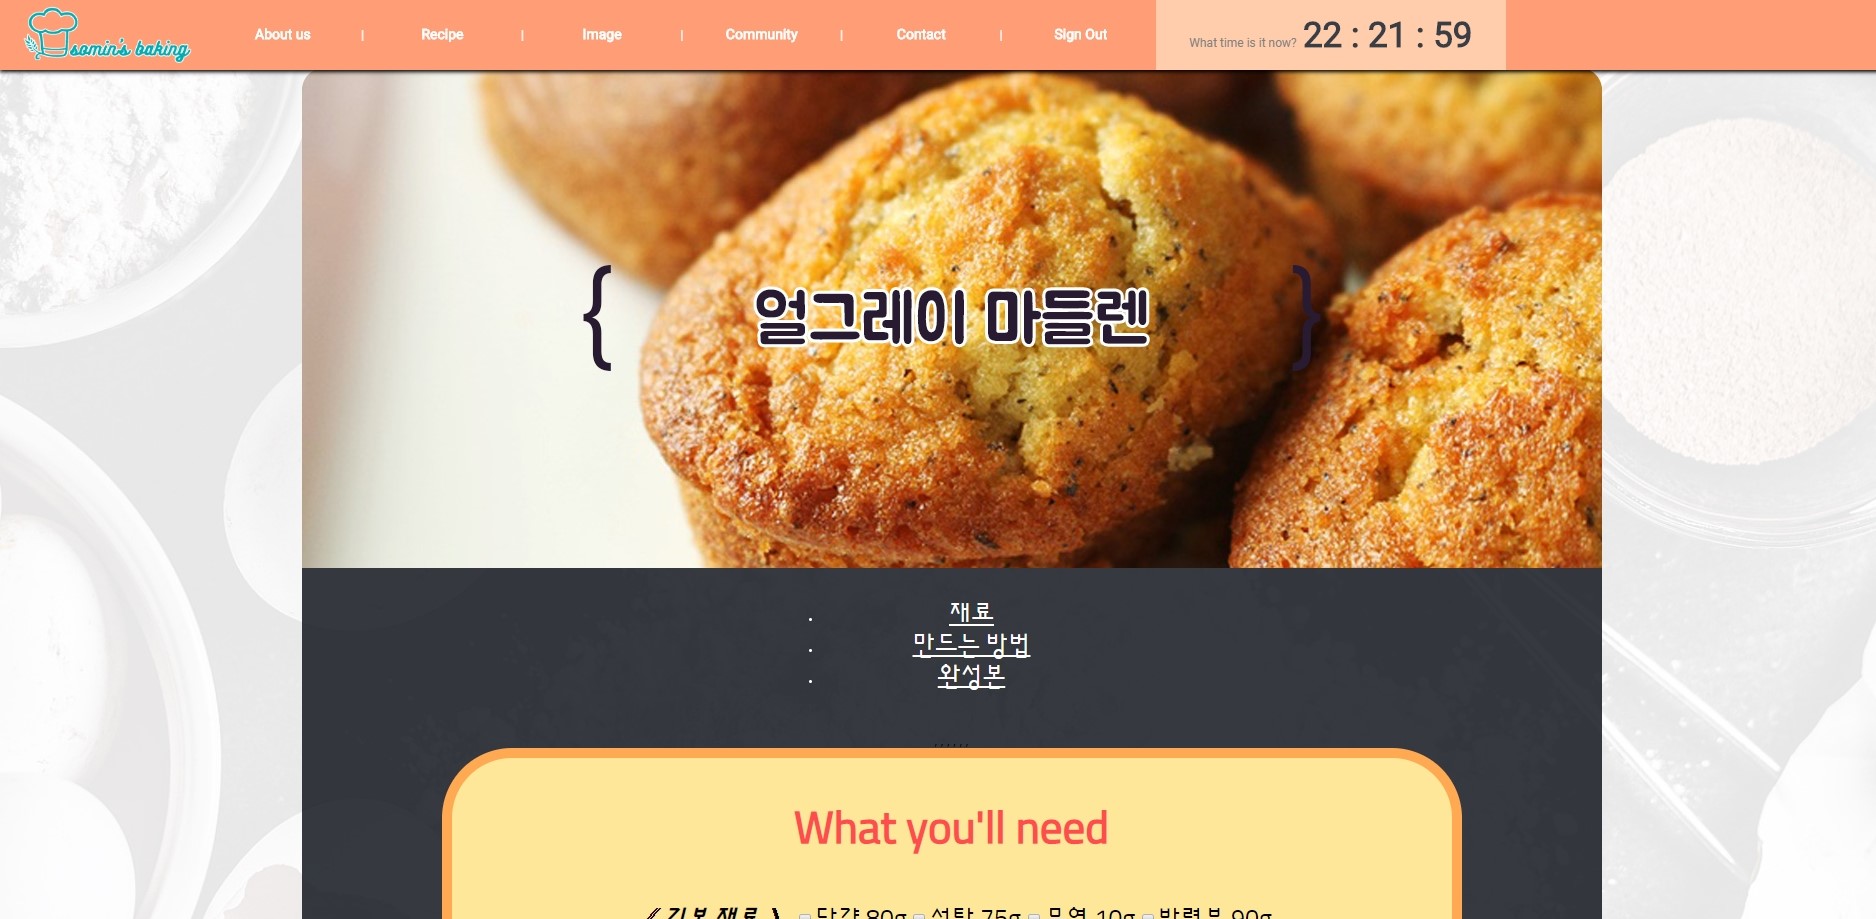 somin's baking
About us | Recipe | Image | Community | Contact | Sign Out
What time is it now? 22 : 21 : 59
{ 얼그레이 마들렌 }
· 재료
· 만드는 방법
· 완성본
......
What you'll need